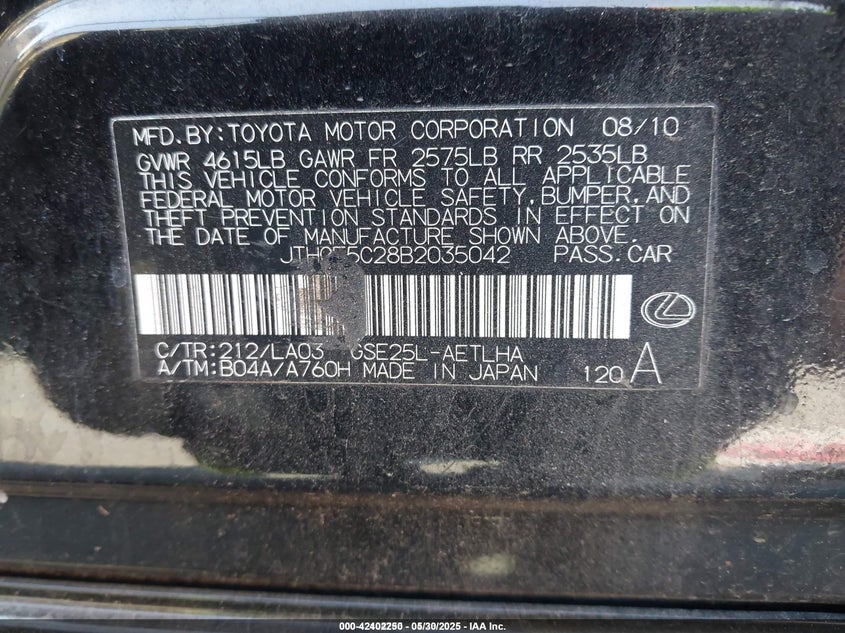 MFD.BY:TOYOTA MOTOR CORPORATION 08/10
GVWR 4615LB GAWR FR 2575LB RR 2535LB
THIS VEHICLE CONFORMS TO ALL APPLICABLE
FEDERAL MOTOR VEHICLE SAFETY, BUMPER, AND
THEFT PREVENTION STANDARDS IN EFFECT ON
THE DATE OF MANUFACTURE SHOWN ABOVE.
JTHCF5C28B2035042 PASS.CAR
C/TR:212/LA03 GSE25L-AETLHA
A/TM:B04A/A760H MADE IN JAPAN 120 A
000-42402250 - 05/30/2025 - IAA Inc.